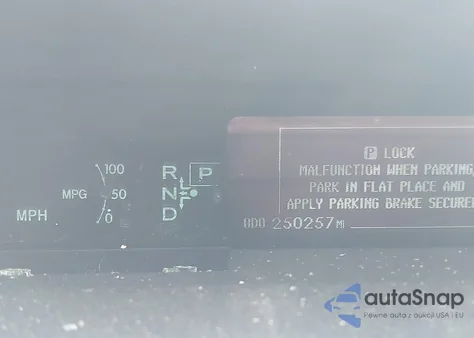 100
MPG 50
0
MPH
R
N
D
P
P LOCK
MALFUNCTION WHEN PARKING,
PARK IN FLAT PLACE AND
APPLY PARKING BRAKE SECUREL
ODO 250257 MI
autaSnap
Pewne auta z aukcji USA i EU